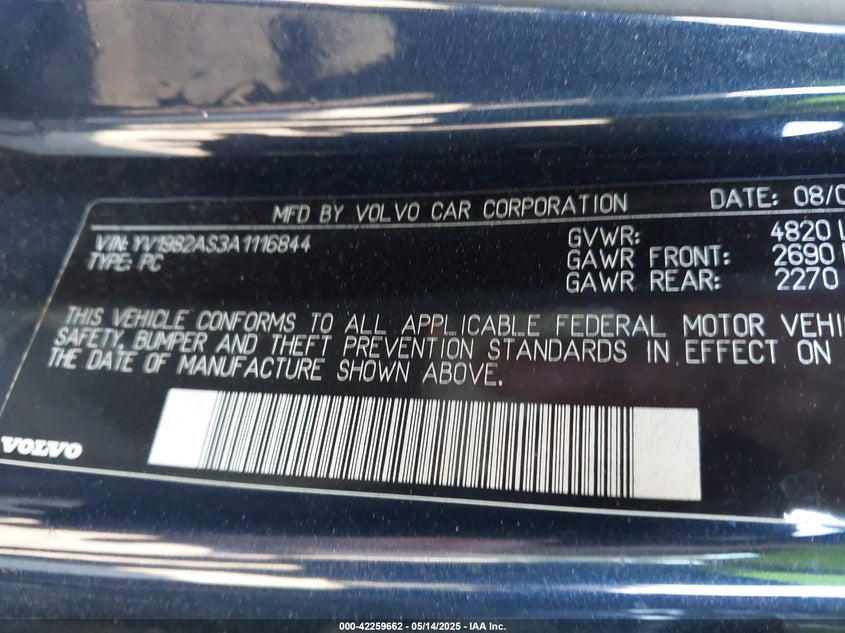 MFD BY VOLVO CAR CORPORATION DATE: 08/0
VIN: YV1982AS3A1116844 GVWR: 4820 L
TYPE: PC GAWR FRONT: 2690
GAWR REAR: 2270
THIS VEHICLE CONFORMS TO ALL APPLICABLE FEDERAL MOTOR VEHI
SAFETY, BUMPER AND THEFT PREVENTION STANDARDS IN EFFECT ON
THE DATE OF MANUFACTURE SHOWN ABOVE.
VOLVO
000-42259662 - 05/14/2025 - IAA Inc.